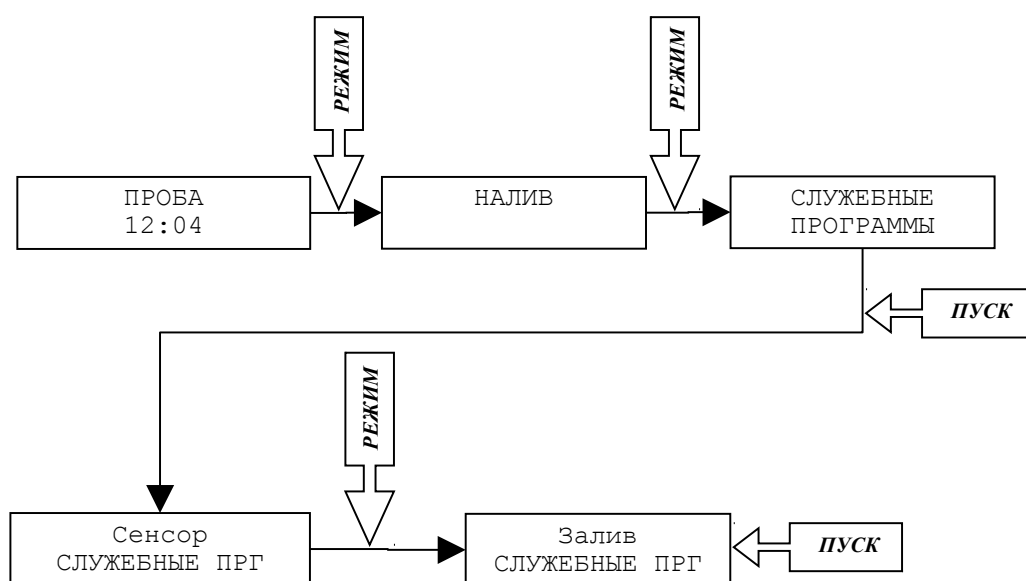 РЕЖИМ
РЕЖИМ
ПРОБА
12:04
НАЛИВ
СЛУЖЕБНЫЕ
ПРОГРАММЫ
ПУСК
РЕЖИМ
Сенсор
СЛУЖЕБНЫЕ ПРГ
Залив
СЛУЖЕБНЫЕ ПРГ
ПУСК